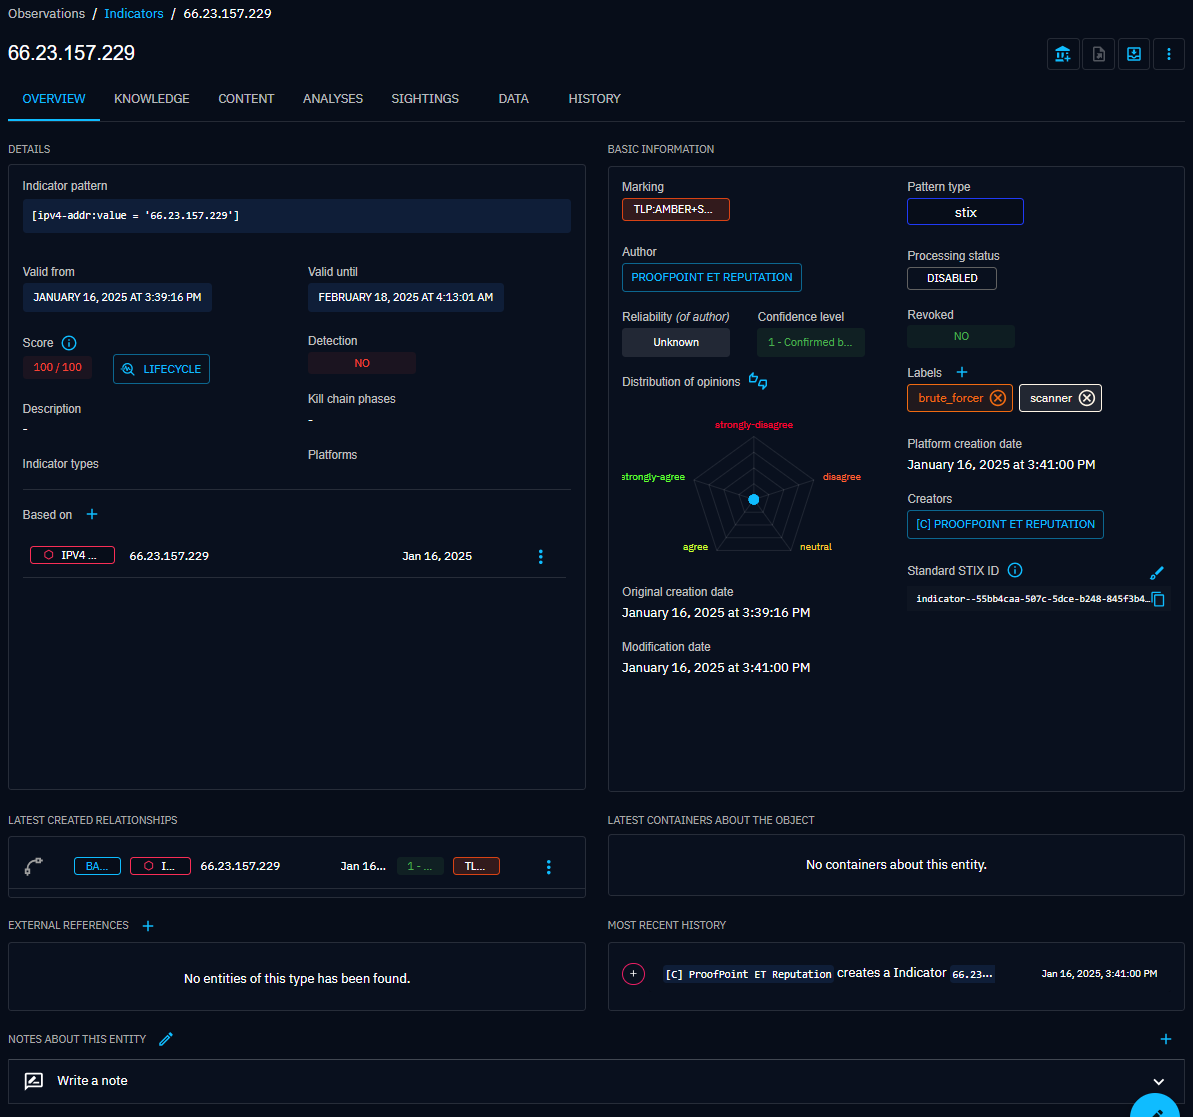 Observations / Indicators / 66.23.157.229
66.23.157.229
OVERVIEW KNOWLEDGE CONTENT ANALYSES SIGHTINGS DATA HISTORY
DETAILS
Indicator pattern
[ipv4-addr:value = '66.23.157.229']
Valid from
JANUARY 16, 2025 AT 3:39:16 PM
Valid until
FEBRUARY 18, 2025 AT 4:13:01 AM
Score
100 / 100
LIFECYCLE
Detection
NO
Description
-
Kill chain phases
-
Indicator types
Platforms
Based on
IPV4 ... 66.23.157.229 Jan 16, 2025
BASIC INFORMATION
Marking
TLP:AMBER+S...
Pattern type
stix
Author
PROOFPOINT ET REPUTATION
Processing status
DISABLED
Reliability (of author)
Unknown
Confidence level
1 - Confirmed b...
Revoked
NO
Distribution of opinions
strongly-disagree
strongly-agree
disagree
agree
neutral
Labels
brute_forcer scanner
Platform creation date
January 16, 2025 at 3:41:00 PM
Creators
[C] PROOFPOINT ET REPUTATION
Original creation date
January 16, 2025 at 3:39:16 PM
Standard STIX ID
indicator--55bb4caa-507c-5dce-b248-845f3b4...
Modification date
January 16, 2025 at 3:41:00 PM
LATEST CREATED RELATIONSHIPS
BA... I... 66.23.157.229 Jan 16... 1 - ... TL...
LATEST CONTAINERS ABOUT THE OBJECT
No containers about this entity.
EXTERNAL REFERENCES
No entities of this type has been found.
MOST RECENT HISTORY
[C] ProofPoint ET Reputation creates a Indicator 66.23... Jan 16, 2025, 3:41:00 PM
NOTES ABOUT THIS ENTITY
Write a note